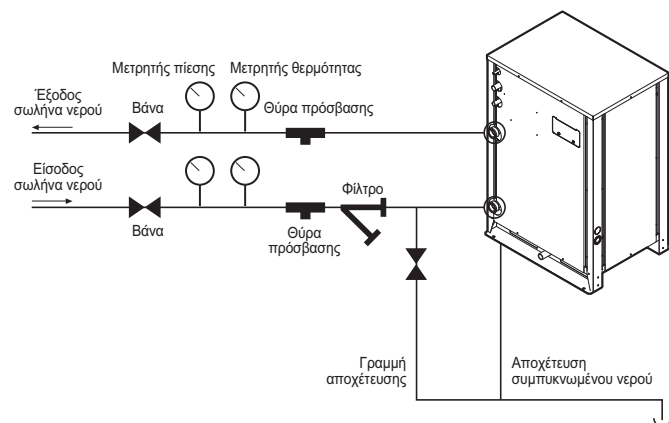 Μετρητής πίεσης
Μετρητής θερμότητας
Έξοδος
σωλήνα νερού
Βάνα
Θύρα πρόσβασης
Είσοδος
σωλήνα νερού
Βάνα
Θύρα
πρόσβασης
Φίλτρο
Γραμμή
αποχέτευσης
Αποχέτευση
συμπυκνωμένου νερού